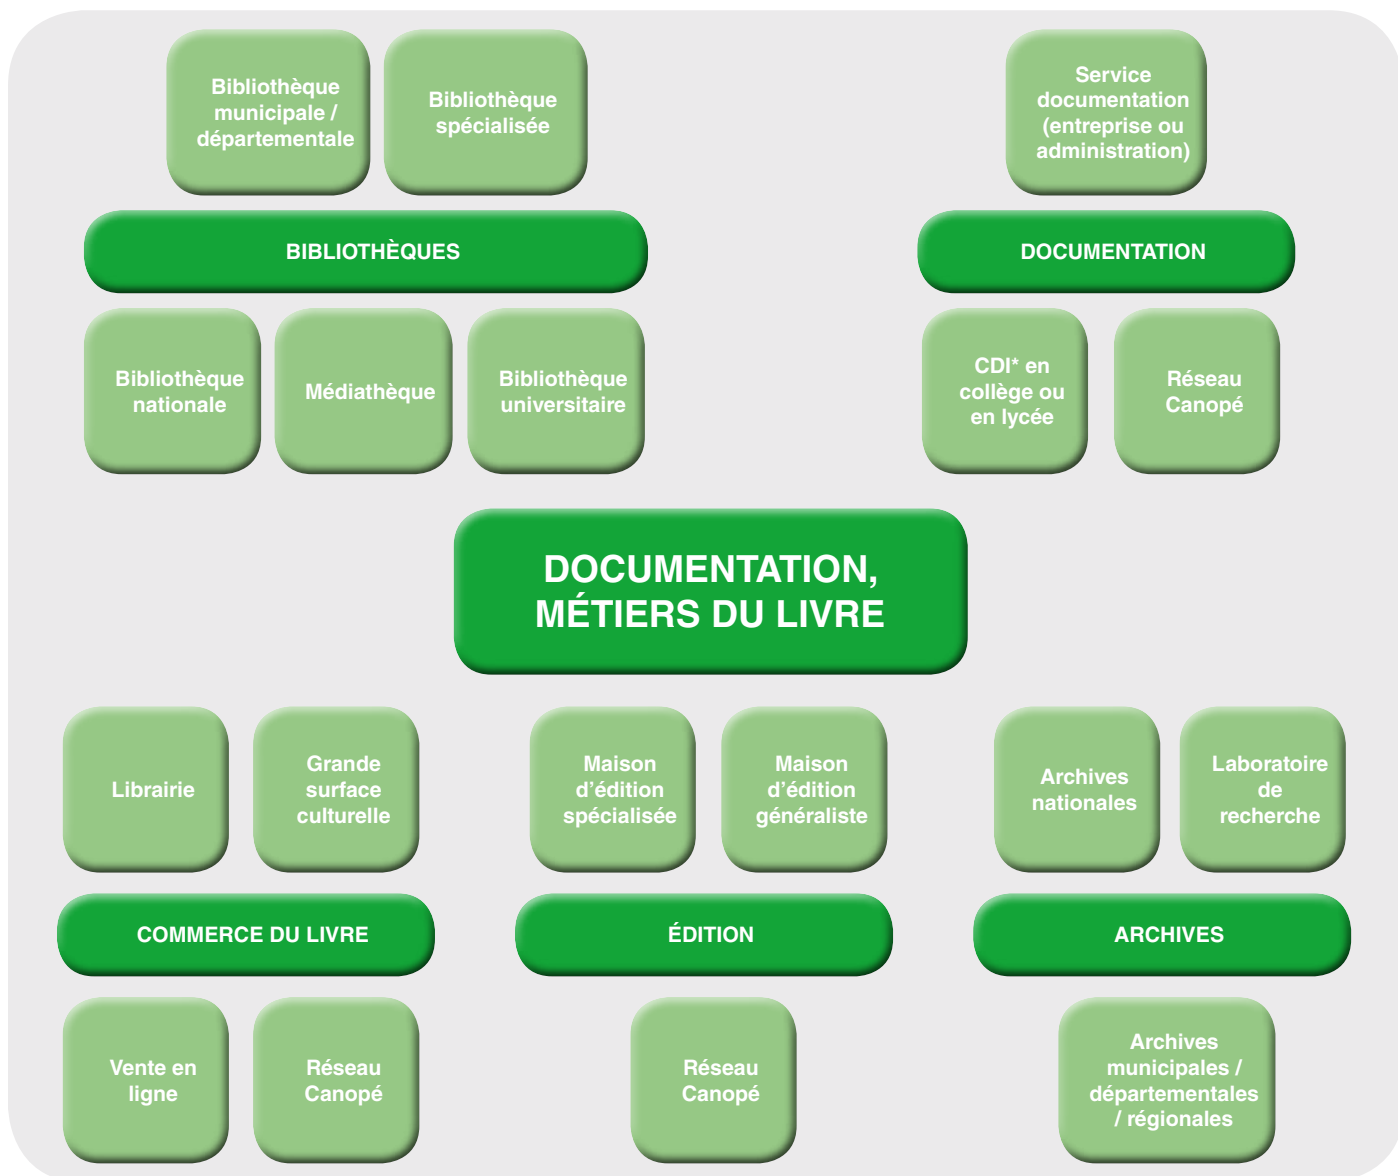 Bibliothèque
municipale /
départementale
Bibliothèque
spécialisée
Service
documentation
(entreprise ou
administration)
BIBLIOTHÈQUES
DOCUMENTATION
Bibliothèque
nationale
Médiathèque
Bibliothèque
universitaire
CDI* en
collège ou
en lycée
Réseau
Canopé
DOCUMENTATION,
MÉTIERS DU LIVRE
Librairie
Grande
surface
culturelle
Maison
d’édition
spécialisée
Maison
d’édition
généraliste
Archives
nationales
Laboratoire
de
recherche
COMMERCE DU LIVRE
ÉDITION
ARCHIVES
Vente en
ligne
Réseau
Canopé
Réseau
Canopé
Archives
municipales /
départementales
/ régionales